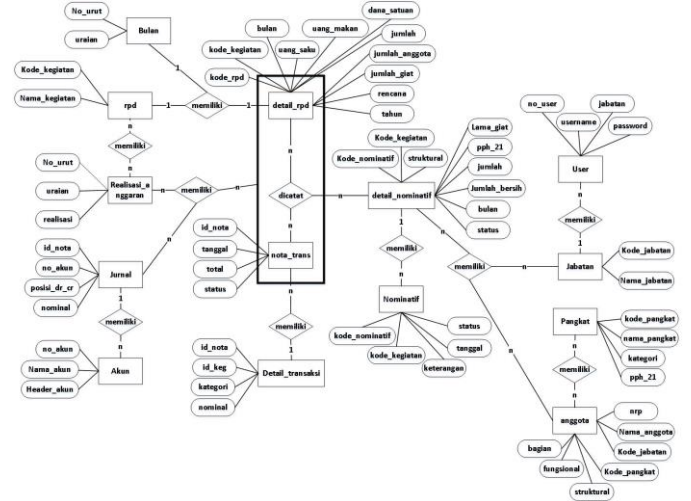 No_urut
uraian
Bulan
1
Kode_kegiatan
Nama_kegiatan
rpd
1
memiliki
1
bulan
uang_makan
dana_satuan
kode_kegiatan
uang_saku
jumlah
kode_rpd
jumlah_anggota
jumlah_giat
rencana
tahun
detail_rpd
n
memiliki
n
No_urut
uraian
realisasi
Realisasi_a
nggaran
n
memiliki
n
n
n
dicatat
n
n
nota_trans
id_nota
tanggal
total
status
n
memiliki
1
Detail_transaksi
id_nota
id_keg
kategori
nominal
id_nota
no_akun
posisi_dr_cr
nominal
Jurnal
1
memiliki
n
Akun
no_akun
Nama_akun
Header_akun
Kode_kegiatan
Kode_nominatif
struktural
Lama_giat
pph_21
jumlah
Jumlah_bersih
bulan
status
detail_nominatif
1
memiliki
n
Nominatif
kode_nominatif
kode_kegiatan
keterangan
tanggal
status
n
memiliki
n
n
no_user
username
jabatan
password
User
n
memiliki
1
Jabatan
Kode_jabatan
Nama_jabatan
Pangkat
kode_pangkat
nama_pangkat
kategori
pph_21
n
memiliki
n
anggota
nrp
Nama_anggota
Kode_jabatan
Kode_pangkat
bagian
fungsional
struktural